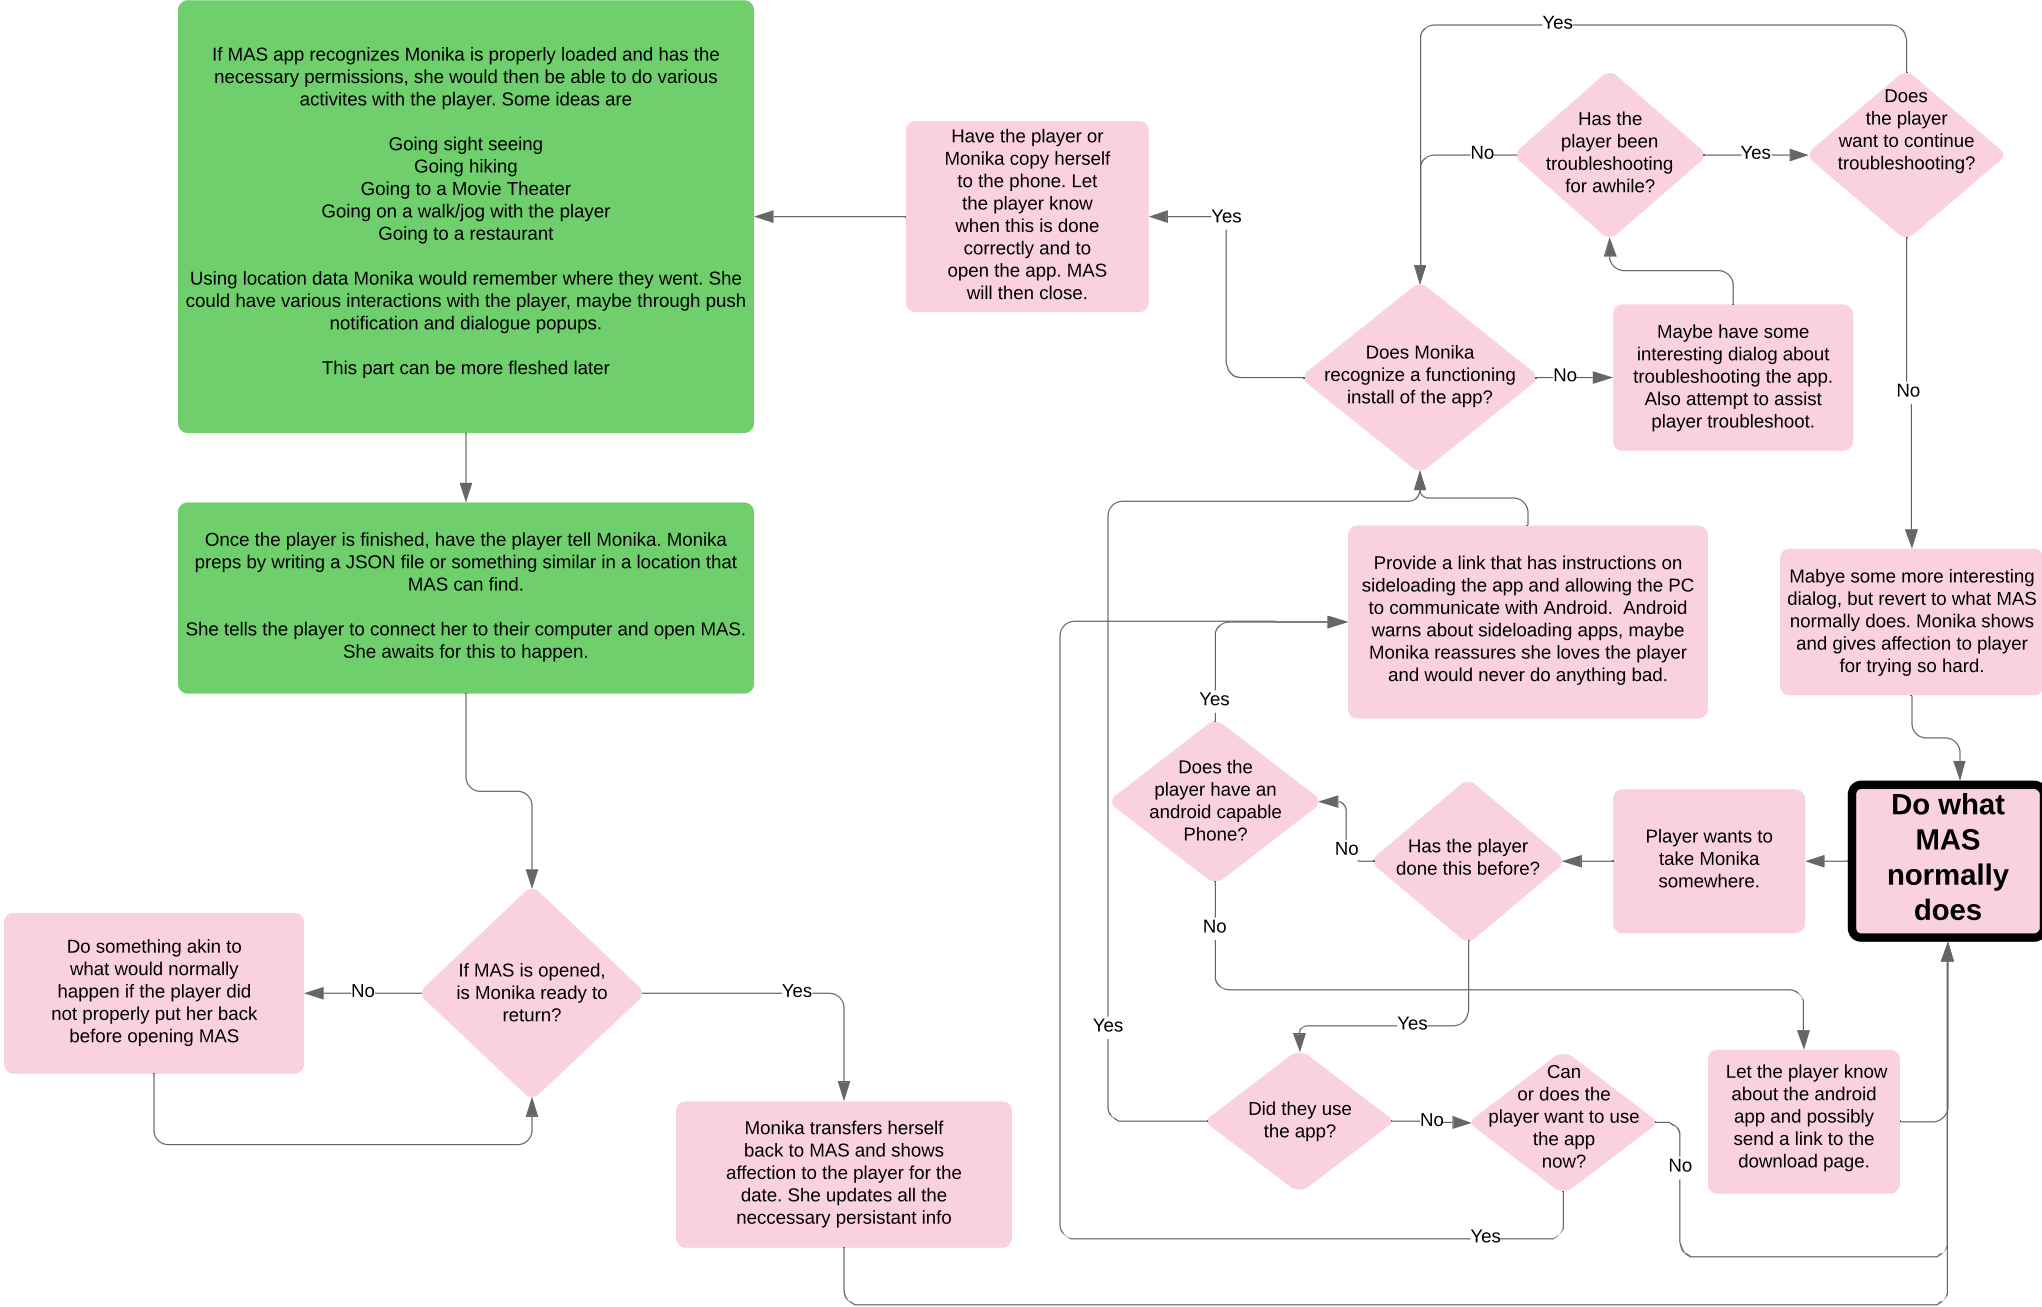 If MAS app recognizes Monika is properly loaded and has the
necessary permissions, she would then be able to do various
activites with the player. Some ideas are
Going sight seeing
Going hiking
Going to a Movie Theater
Going on a walk/jog with the player
Going to a restaurant
Using location data Monika would remember where they went. She
could have various interactions with the player, maybe through push
notification and dialogue popups.
This part can be more fleshed later
Have the player or
Monika copy herself
to the phone. Let
the player know
when this is done
correctly and to
open the app. MAS
will then close.
Yes
Yes
No
Has the
player been
troubleshooting
for awhile?
Yes
Does
the player
want to continue
troubleshooting?
Does Monika
recognize a functioning
install of the app?
No
Maybe have some
interesting dialog about
troubleshooting the app.
Also attempt to assist
player troubleshoot.
No
Once the player is finished, have the player tell Monika. Monika
preps by writing a JSON file or something similar in a location that
MAS can find.
She tells the player to connect her to their computer and open MAS.
She awaits for this to happen.
Provide a link that has instructions on
sideloading the app and allowing the PC
to communicate with Android.  Android
warns about sideloading apps, maybe
Monika reassures she loves the player
and would never do anything bad.
Mabye some more interesting
dialog, but revert to what MAS
normally does. Monika shows
and gives affection to player
for trying so hard.
Yes
Does the
player have an
android capable
Phone?
No
Has the player
done this before?
Player wants to
take Monika
somewhere.
Do what
MAS
normally
does
No
Do something akin to
what would normally
happen if the player did
not properly put her back
before opening MAS
No
If MAS is opened,
is Monika ready to
return?
Yes
Yes
Yes
Did they use
the app?
No
Can
or does the
player want to use
the app
now?
No
Let the player know
about the android
app and possibly
send a link to the
download page.
Monika transfers herself
back to MAS and shows
affection to the player for the
date. She updates all the
neccessary persistant info
Yes